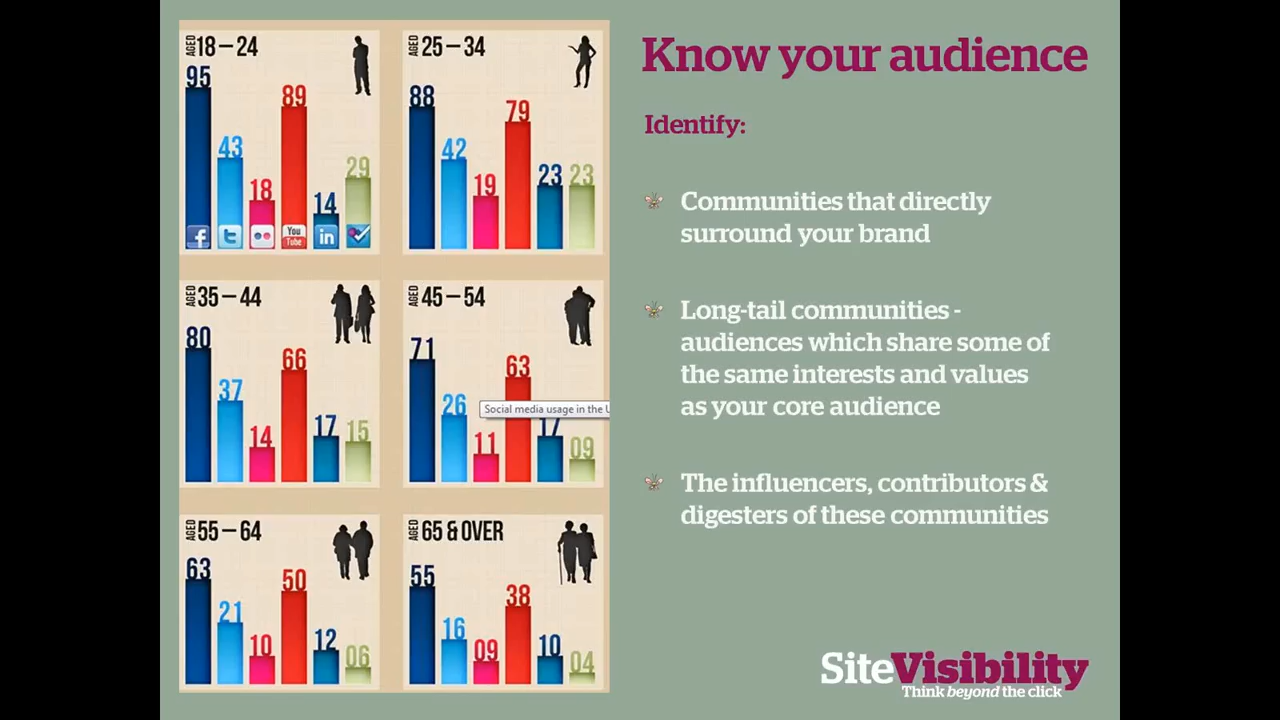 AGED 18 – 24
95
43
18
89
14
29
f
t
You
Tube
in
AGED 25 – 34
88
42
19
79
23
23
AGED 35 – 44
80
37
14
66
17
15
AGED 45 – 54
71
26
11
63
17
09
Social media usage in the U
AGED 55 – 64
63
21
10
50
12
06
AGED 65 & OVER
55
16
09
38
10
04
Know your audience
Identify:
Communities that directly
surround your brand
Long-tail communities -
audiences which share some of
the same interests and values
as your core audience
The influencers, contributors &
digesters of these communities
SiteVisibility
Think beyond the click